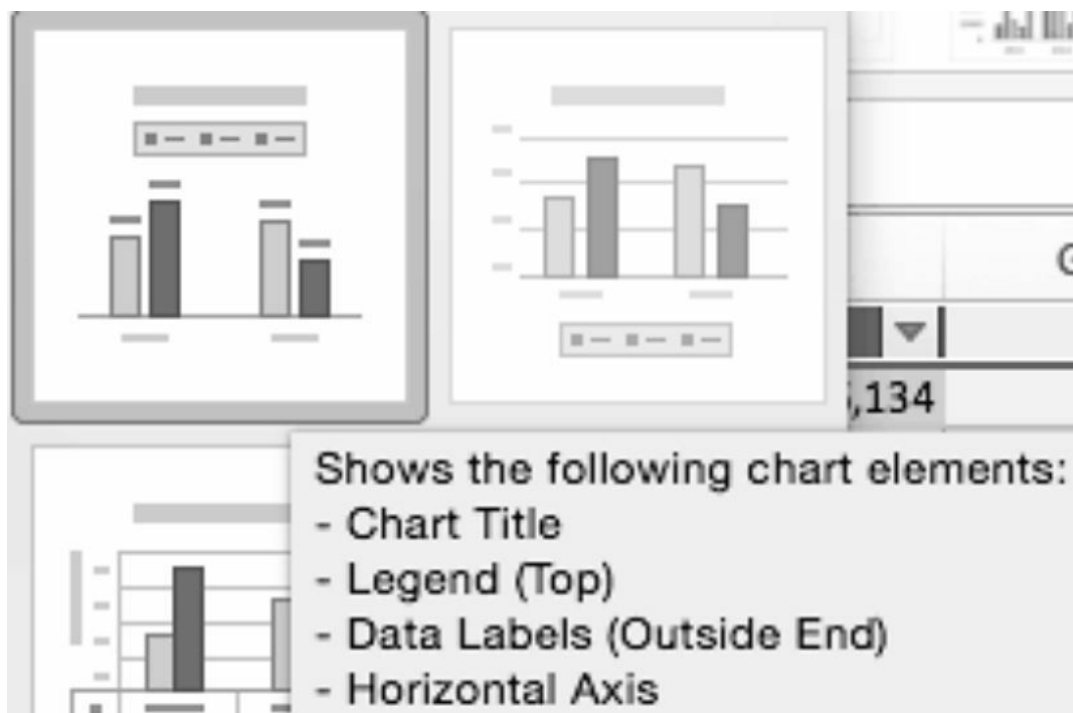 ,134
Shows the following chart elements:
- Chart Title
- Legend (Top)
- Data Labels (Outside End)
- Horizontal Axis